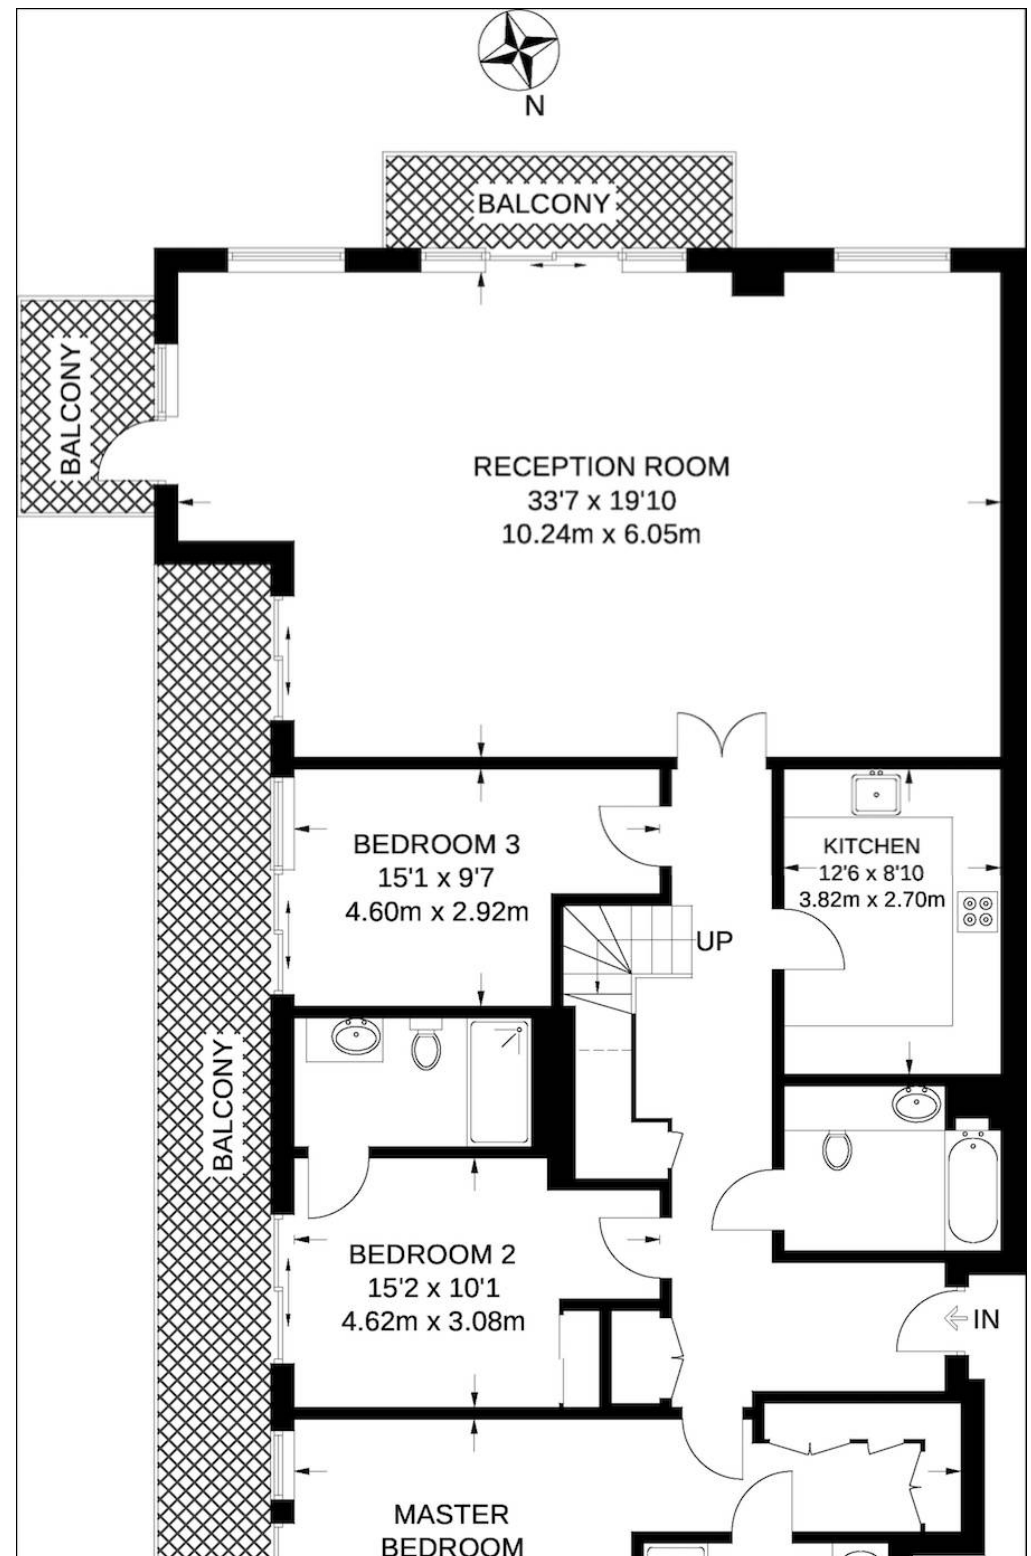 N
BALCONY
BALCONY
RECEPTION ROOM
33'7 x 19'10
10.24m x 6.05m
BEDROOM 3
15'1 x 9'7
4.60m x 2.92m
KITCHEN
12'6 x 8'10
3.82m x 2.70m
UP
BALCONY
BEDROOM 2
15'2 x 10'1
4.62m x 3.08m
IN
MASTER
BEDROOM